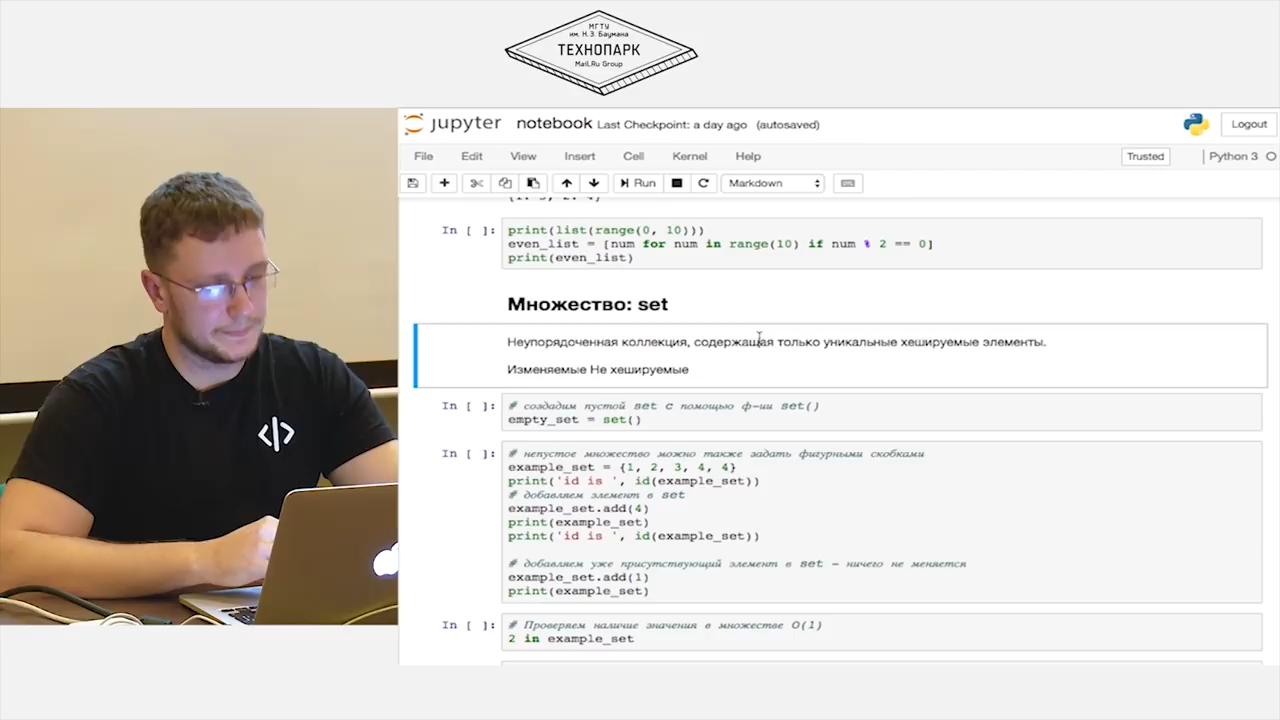 МГТУ
им. Н.Э. Баумана
ТЕХНОПАРК
Mail.Ru Group
jupyter notebook Last Checkpoint: a day ago (autosaved)
Logout
File Edit View Insert Cell Kernel Help
Trusted
Python 3
Run
Markdown
In [ ]:
print(list(range(0, 10)))
even_list = [num for num in range(10) if num % 2 == 0]
print(even_list)
Множество: set
Неупорядоченная коллекция, содержащая только уникальные хешируемые элементы.
Изменяемые Не хешируемые
In [ ]:
# создадим пустой set с помощью ф-ии set()
empty_set = set()
In [ ]:
# непустое множество можно также задать фигурными скобками
example_set = {1, 2, 3, 4, 4}
print('id is ', id(example_set))
# добавляем элемент в set
example_set.add(4)
print(example_set)
print('id is ', id(example_set))
# добавляем уже присутствующий элемент в set - ничего не меняется
example_set.add(1)
print(example_set)
In [ ]:
# Проверяем наличие значения в множестве O(1)
2 in example_set